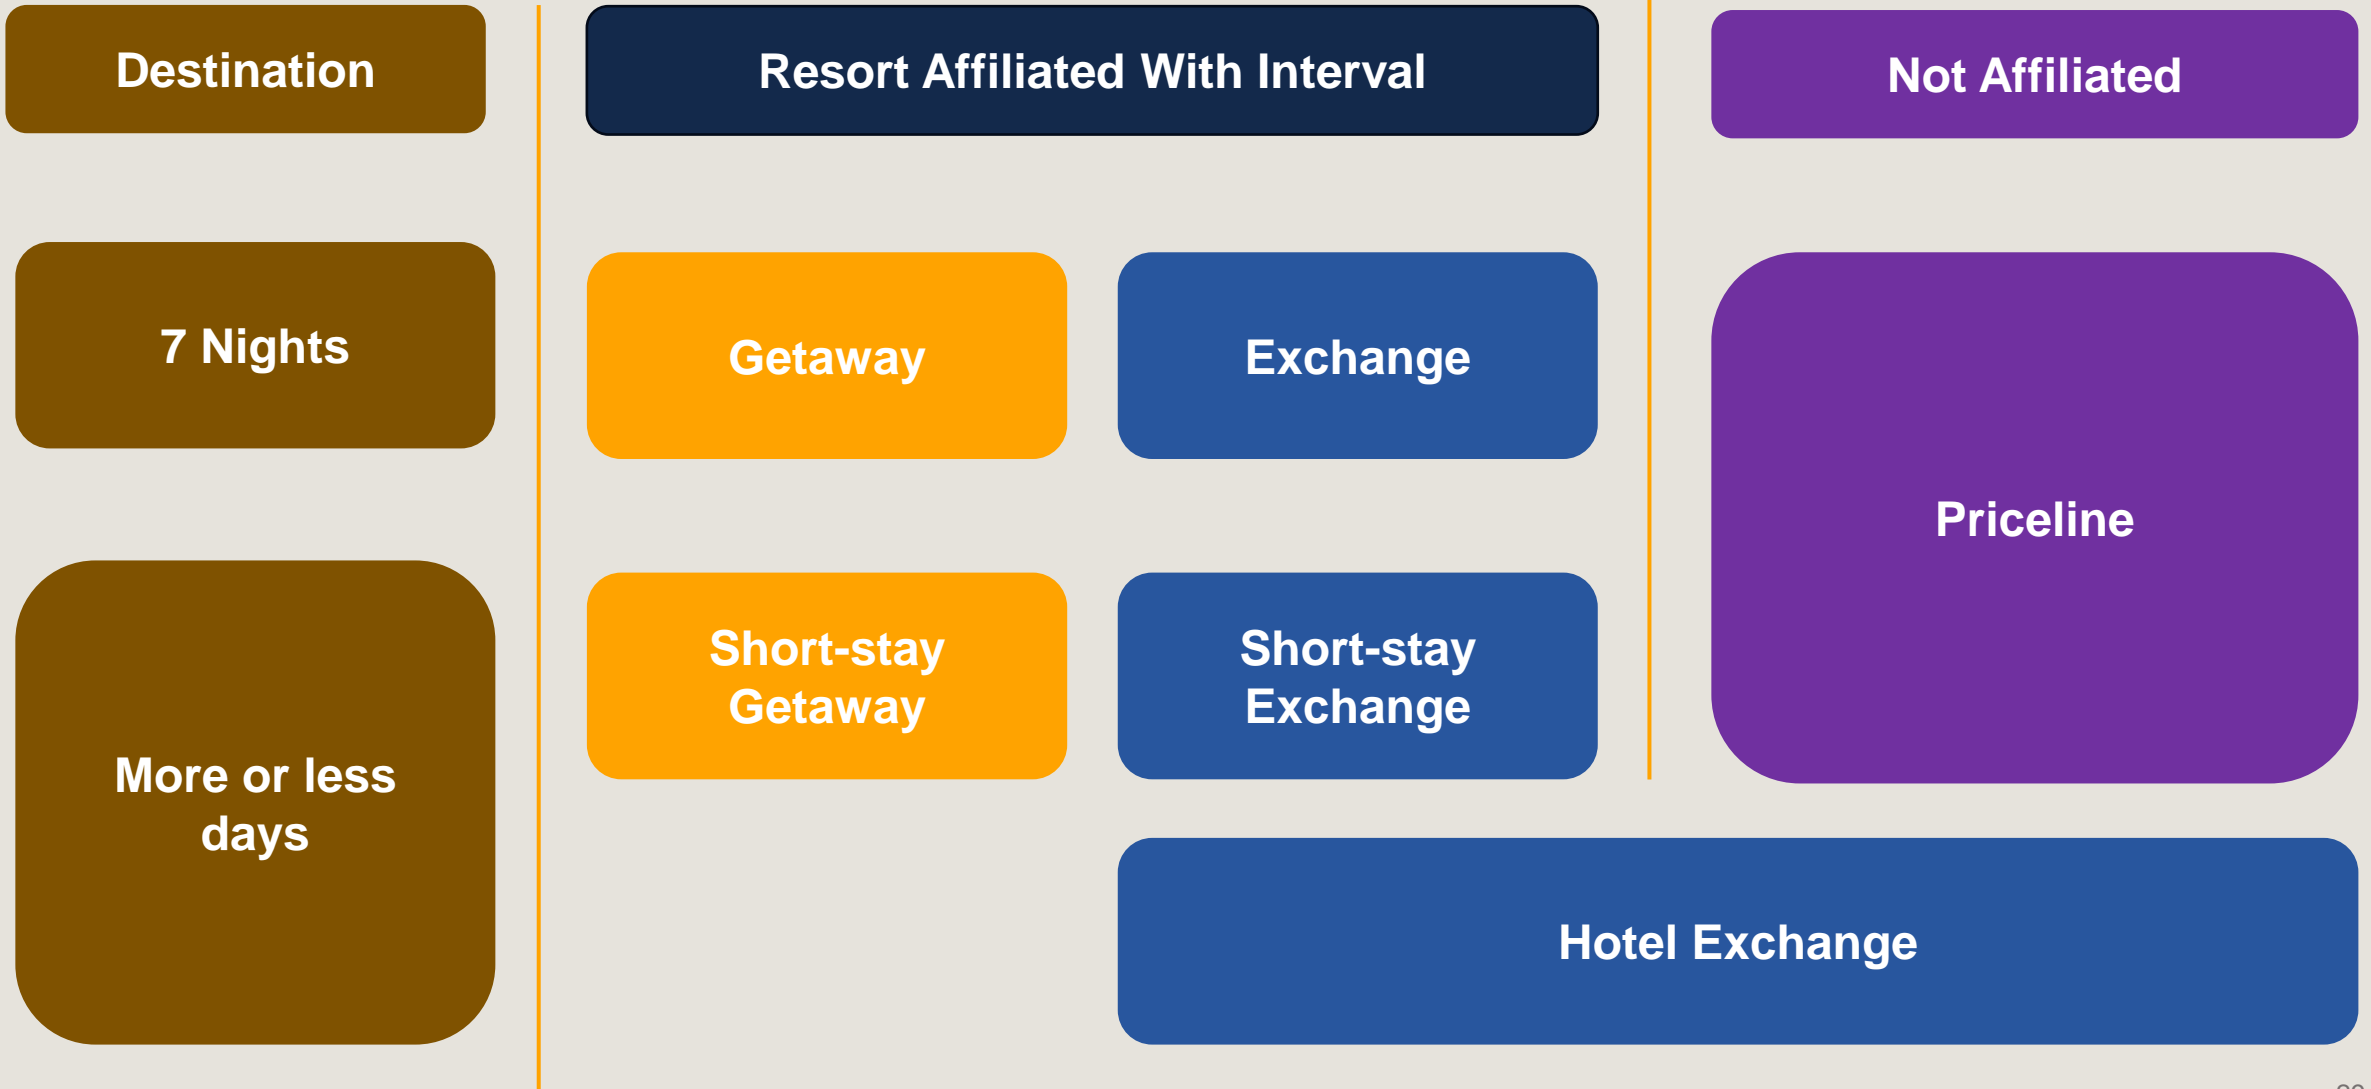 Destination
Resort Affiliated With Interval
Not Affiliated
7 Nights
Getaway
Exchange
Priceline
Short-stay
Getaway
Short-stay
Exchange
More or less
days
Hotel Exchange